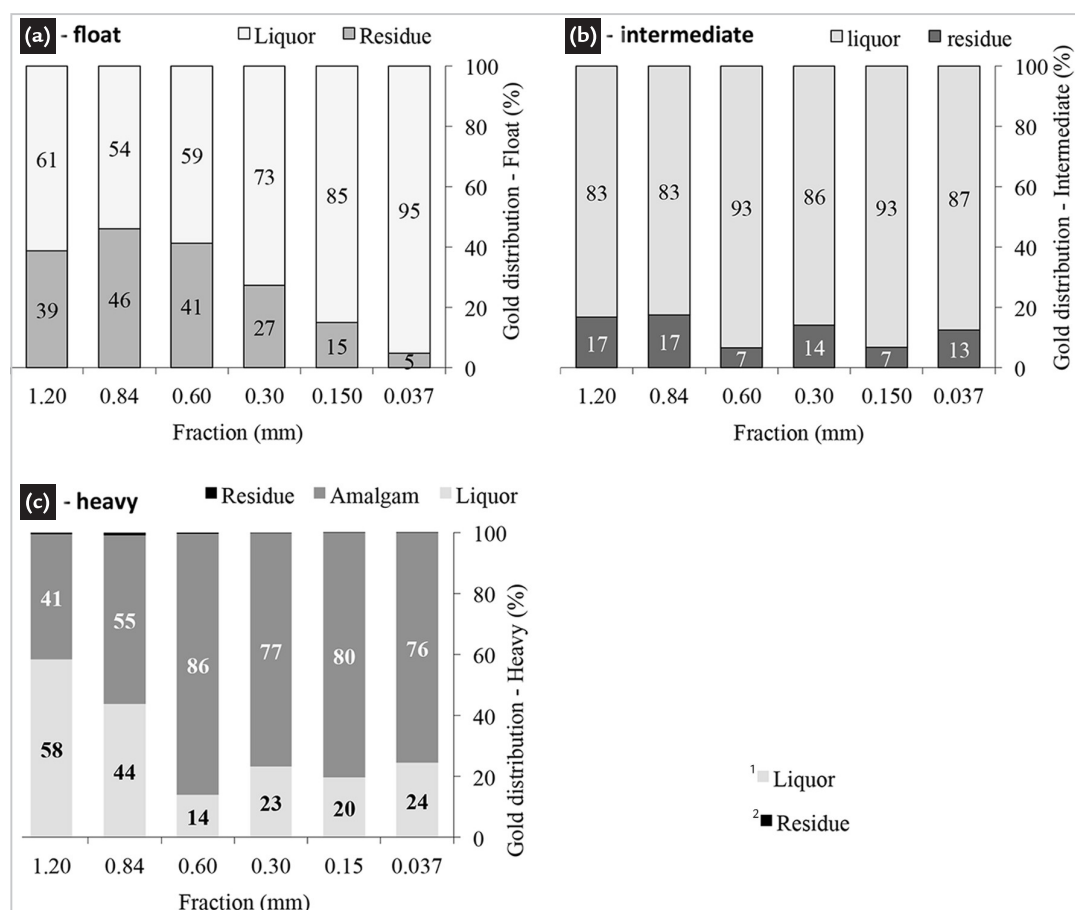 (a) - float
Liquor Residue
100
80
60
40
20
0
Gold distribution - Float (%)
61 54 59 73 85 95
39 46 41 27 15 5
1.20 0.84 0.60 0.30 0.150 0.037
Fraction (mm)
(b) - intermediate
liquor residue
100
80
60
40
20
0
Gold distribution - Intermediate (%)
83 83 93 86 93 87
17 17 7 14 7 13
1.20 0.84 0.60 0.30 0.150 0.037
Fraction (mm)
(c) - heavy
Residue Amalgam Liquor
100
80
60
40
20
0
Gold distribution - Heavy (%)
41 55 86 77 80 76
58 44 14 23 20 24
1.20 0.84 0.60 0.30 0.15 0.037
Fraction (mm)
1 Liquor
2 Residue